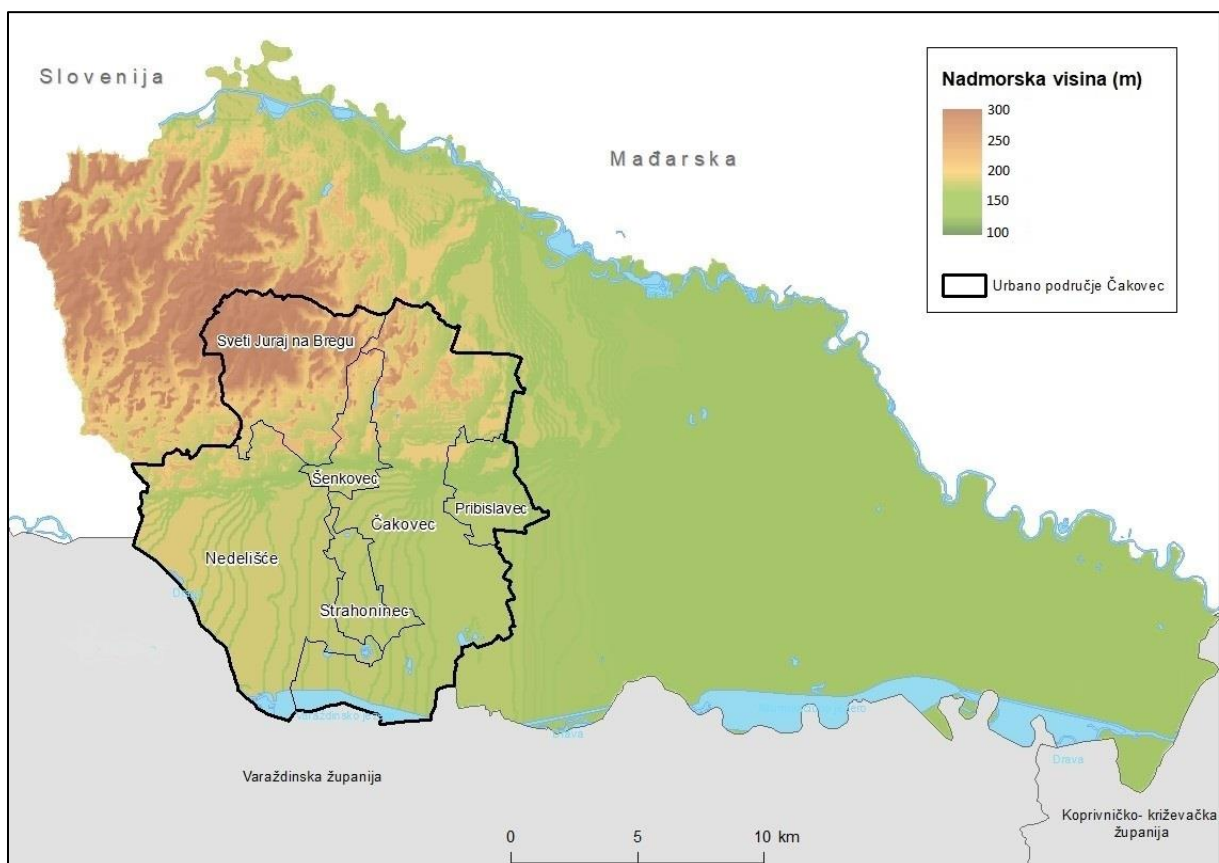 Slovenija
Mađarska
Nadmorska visina (m)
300
250
200
150
100
Urbano područje Čakovec
Sveti Juraj na Bregu
Šenkovec
Pribislavec
Čakovec
Nedelišće
Strahoninec
Drava
Drava
Varaždinska županija
Koprivničko- križevačka
županija
0 5 10 km